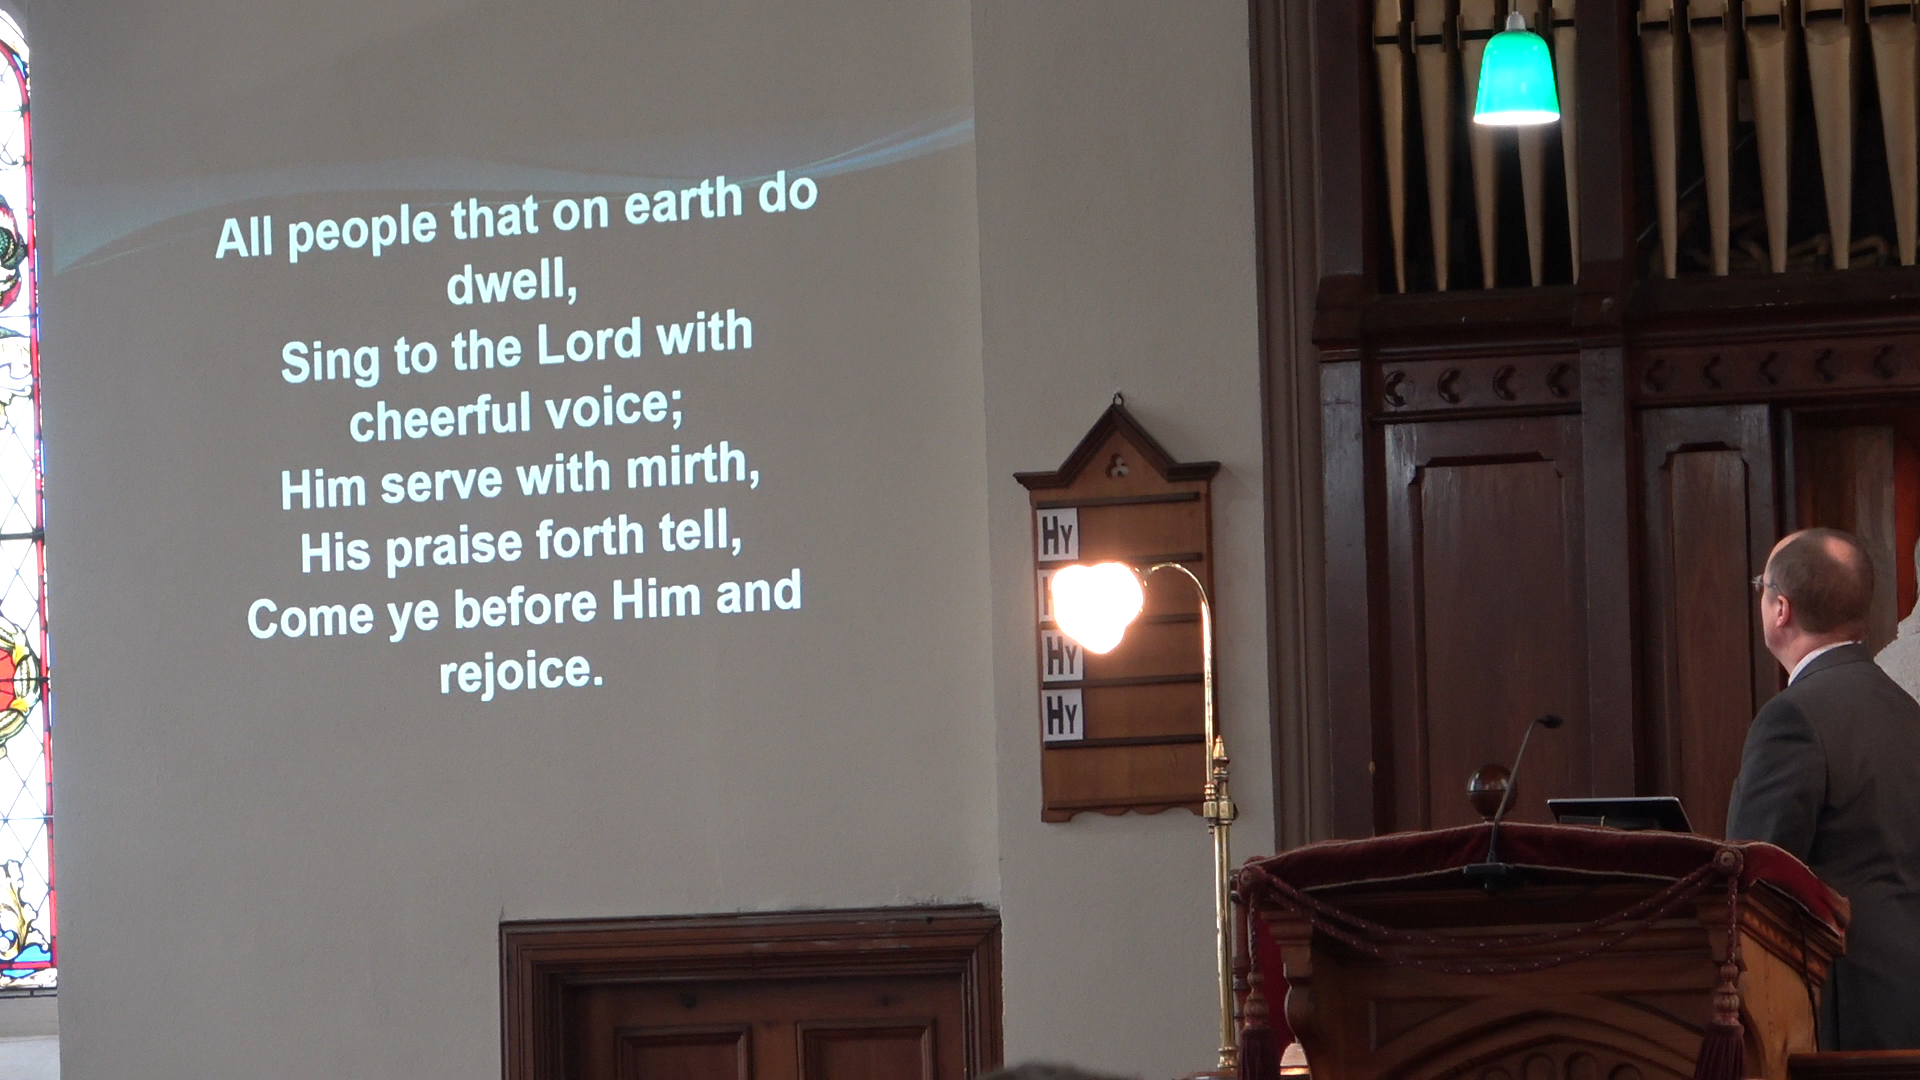 All people that on earth do
dwell,
Sing to the Lord with
cheerful voice;
Him serve with mirth,
His praise forth tell,
Come ye before Him and
rejoice.
HY
HY
HY